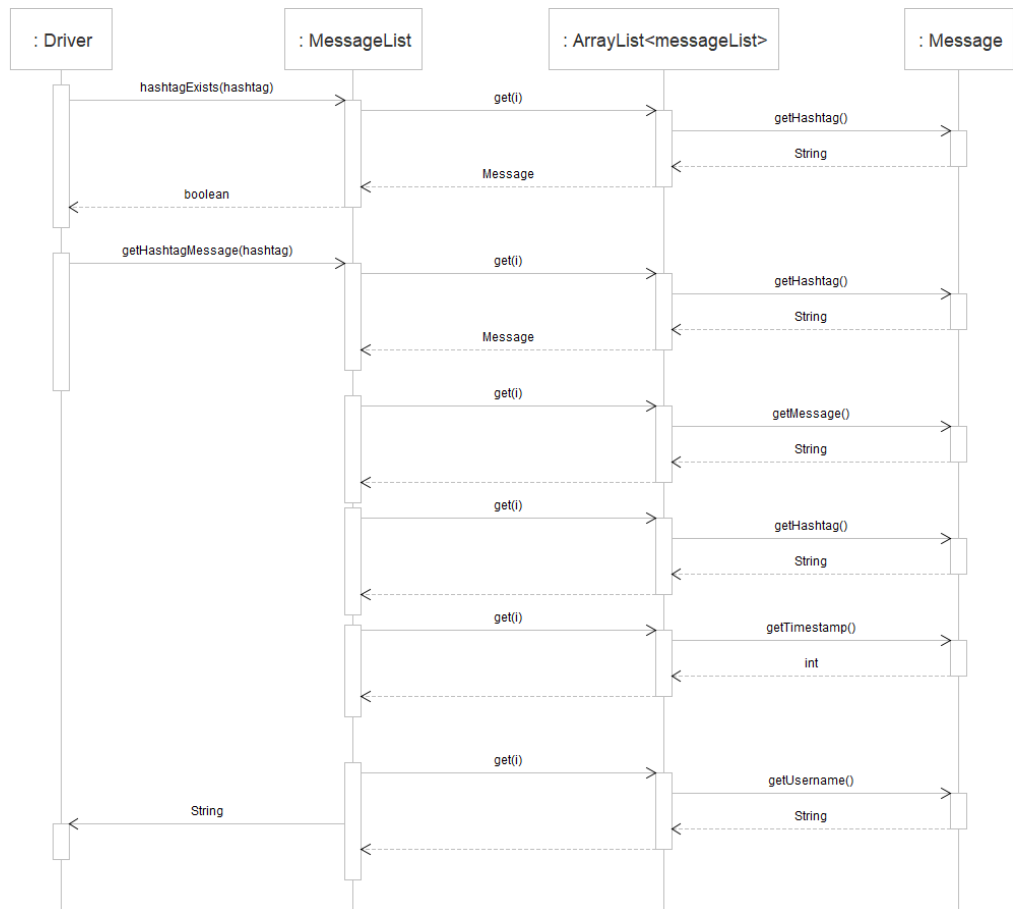 : Driver
: MessageList
: ArrayList<messageList>
: Message
hashtagExists(hashtag)
get(i)
getHashtag()
String
Message
boolean
getHashtagMessage(hashtag)
get(i)
getHashtag()
String
Message
get(i)
getMessage()
String
get(i)
getHashtag()
String
get(i)
getTimestamp()
int
get(i)
getUsername()
String
String